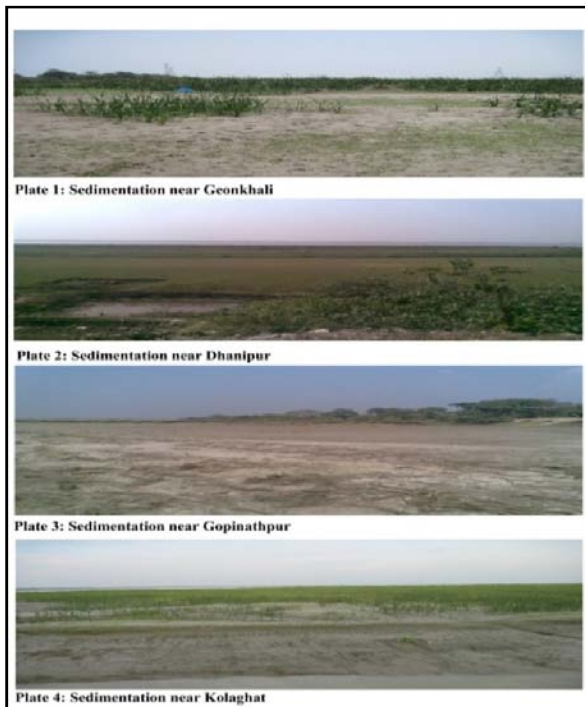 Plate 1: Sedimentation near Geonkhali
Plate 2: Sedimentation near Dhanipur
Plate 3: Sedimentation near Gopinathpur
Plate 4: Sedimentation near Kolaghat